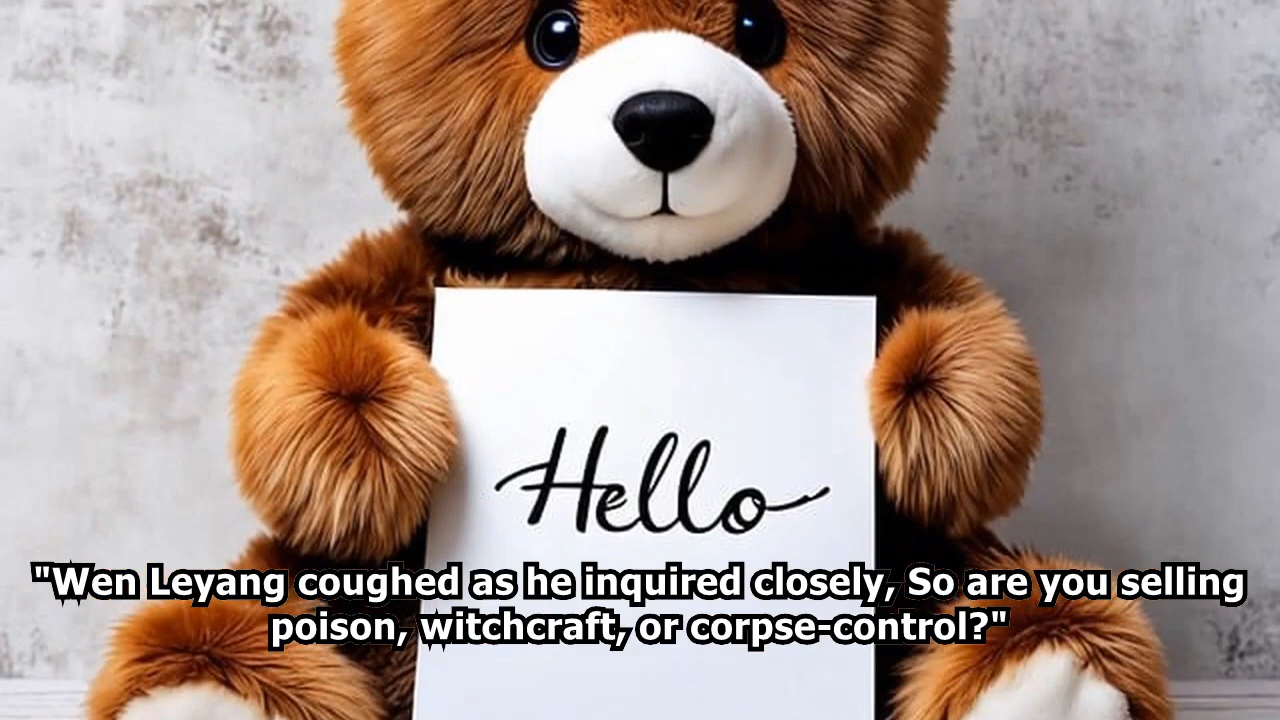 Hello
"Wen Leyang coughed as he inquired closely, So are you selling
poison, witchcraft, or corpse-control?"